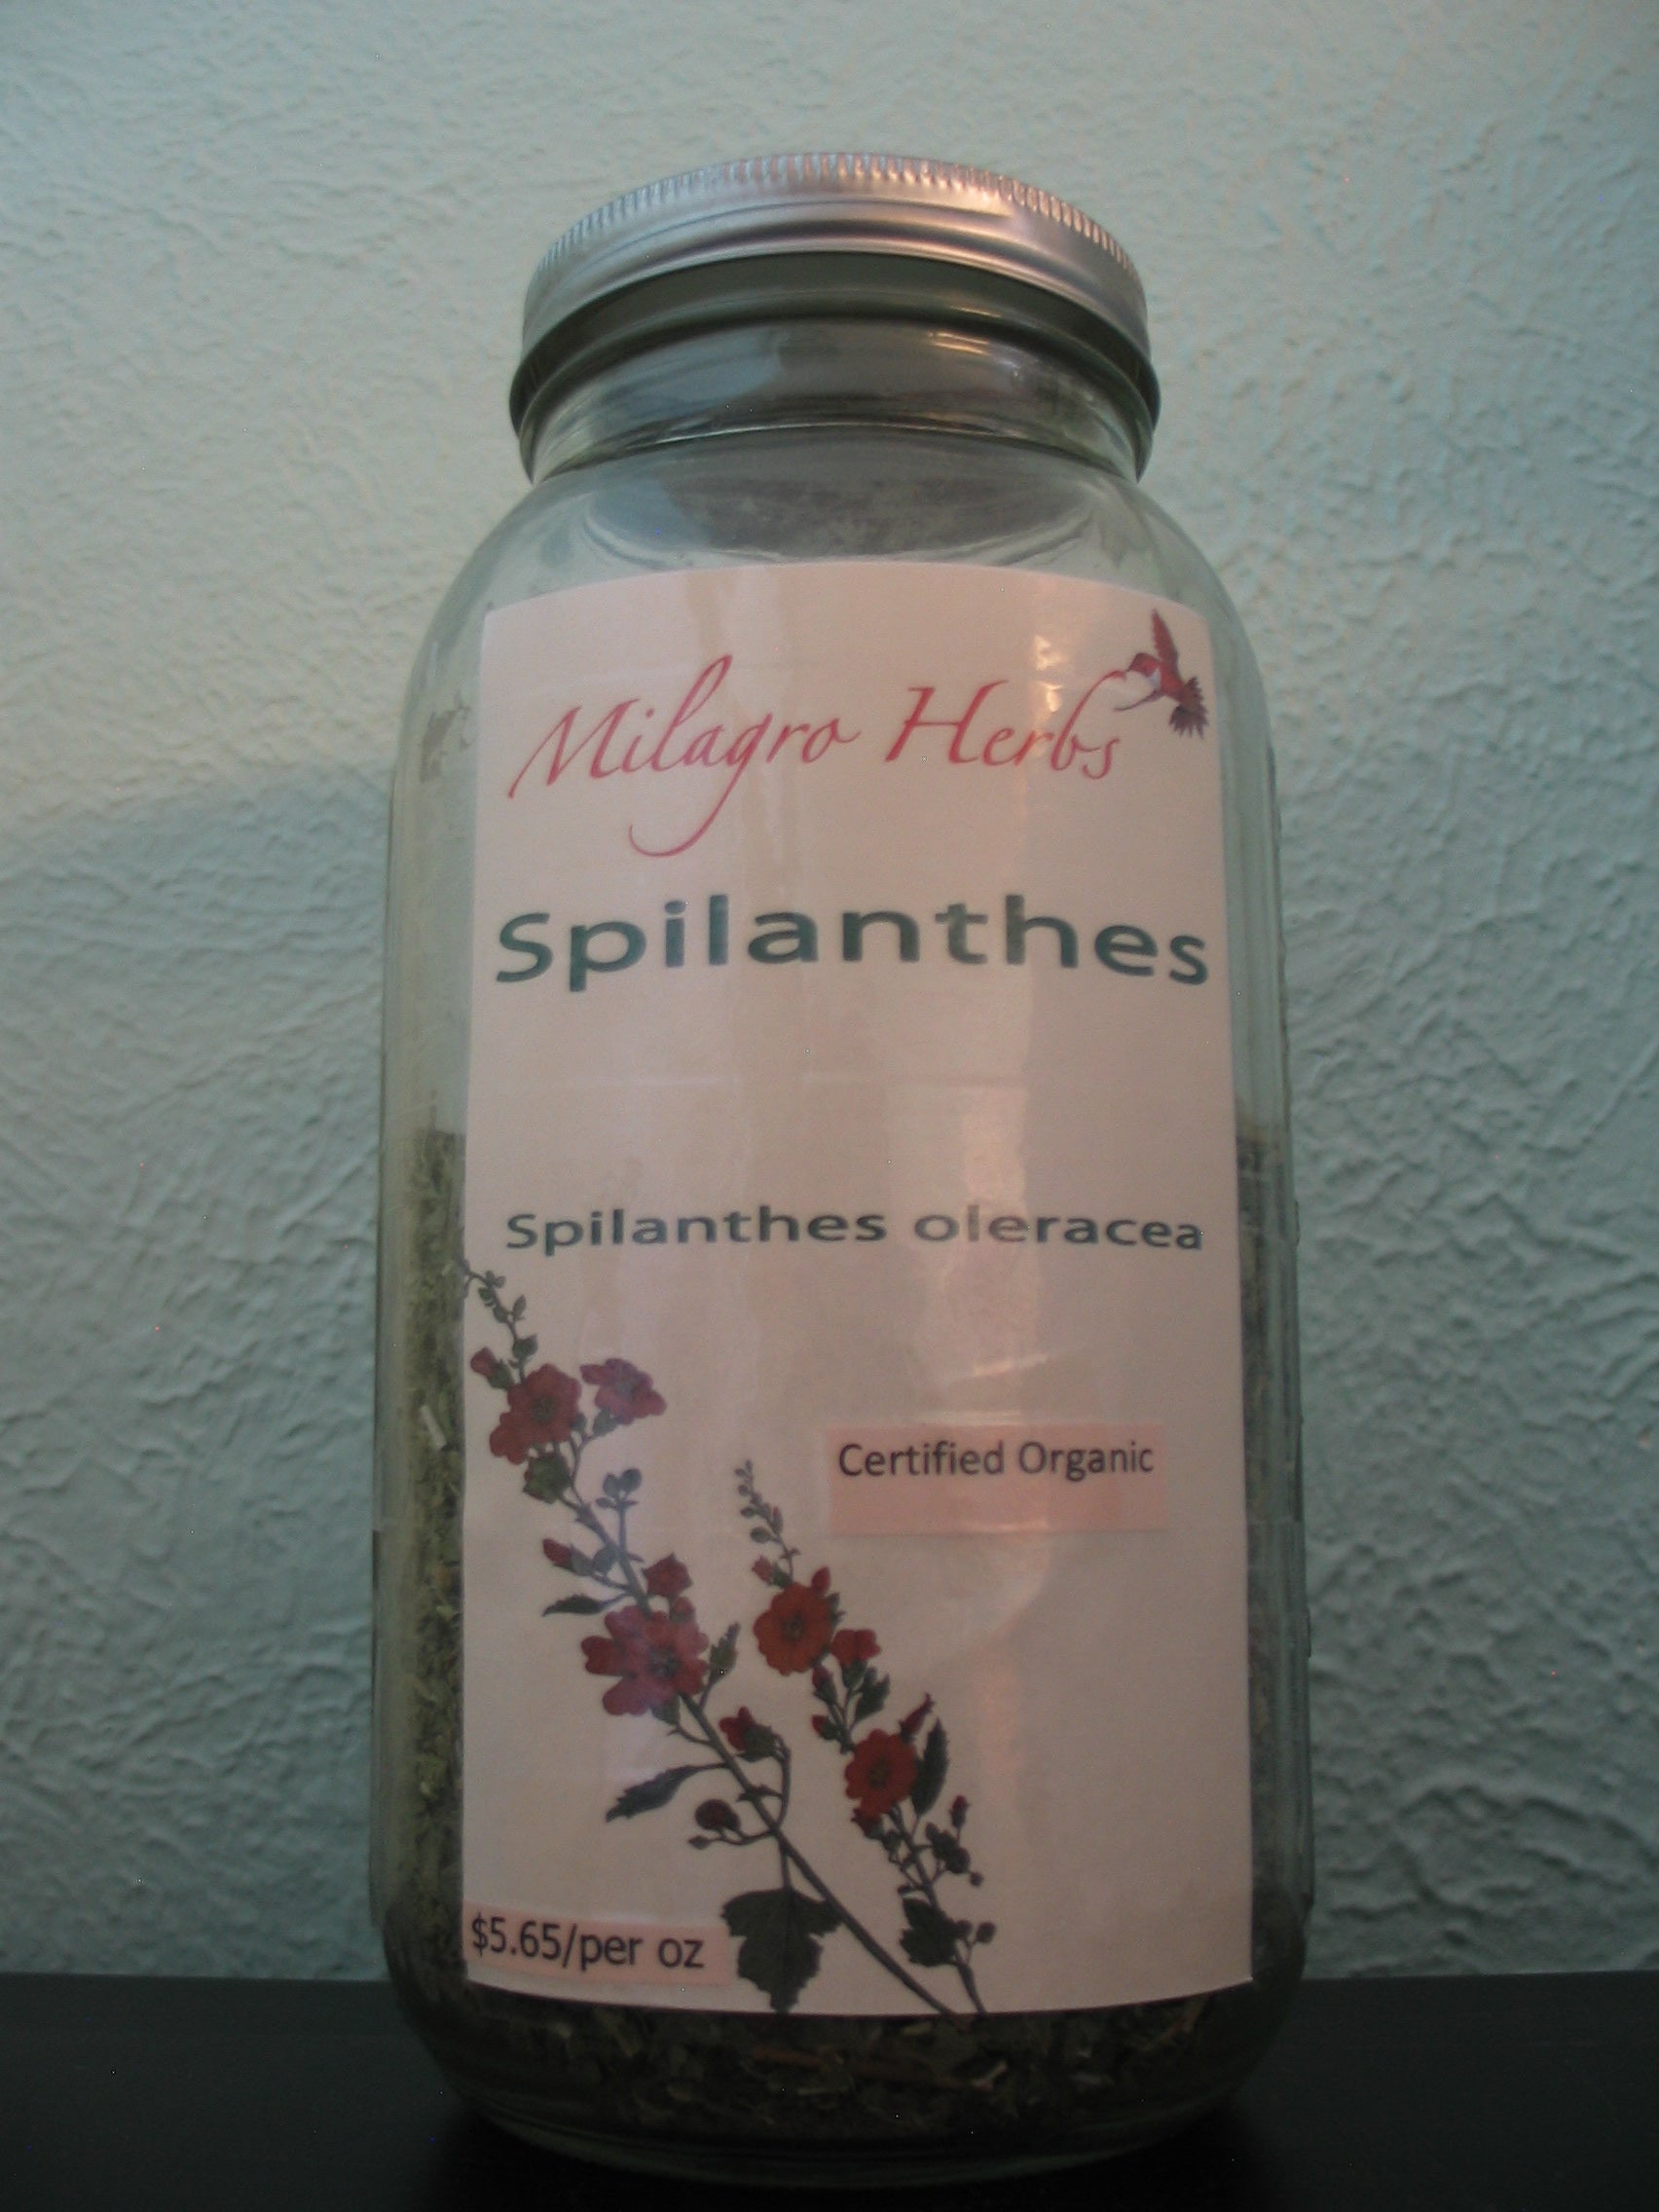 Milagro Herbs
Spilanthes
Spilanthes oleracea
Certified Organic
$5.65/per oz